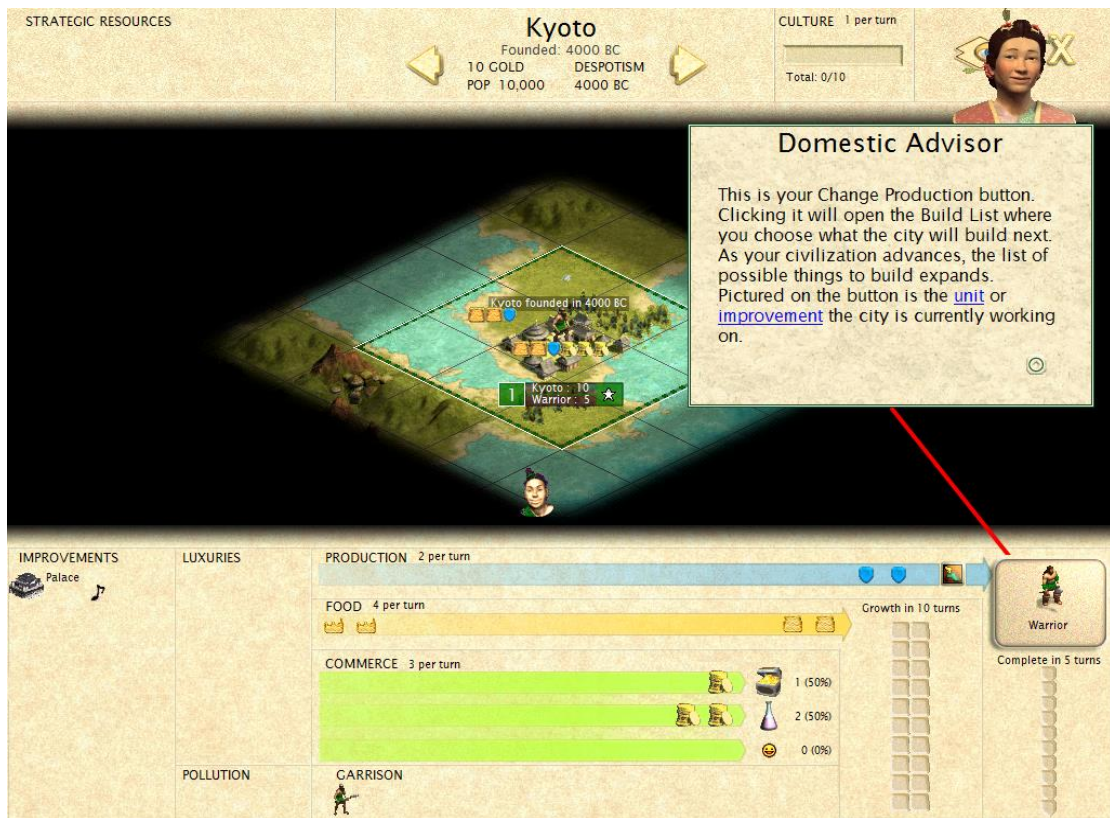 STRATEGIC RESOURCES
Kyoto
Founded: 4000 BC
10 GOLD DESPOTISM
POP 10,000 4000 BC
CULTURE 1 per turn
Total: 0/10
X
Domestic Advisor
This is your Change Production button.
Clicking it will open the Build List where
you choose what the city will build next.
As your civilization advances, the list of
possible things to build expands.
Pictured on the button is the unit or
improvement the city is currently working
on.
Kyoto founded in 4000 BC
1
Kyoto : 10
Warrior : 5
IMPROVEMENTS
Palace
LUXURIES
POLLUTION
PRODUCTION 2 per turn
FOOD 4 per turn
Growth in 10 turns
COMMERCE 3 per turn
1 (50%)
2 (50%)
0 (0%)
GARRISON
Warrior
Complete in 5 turns